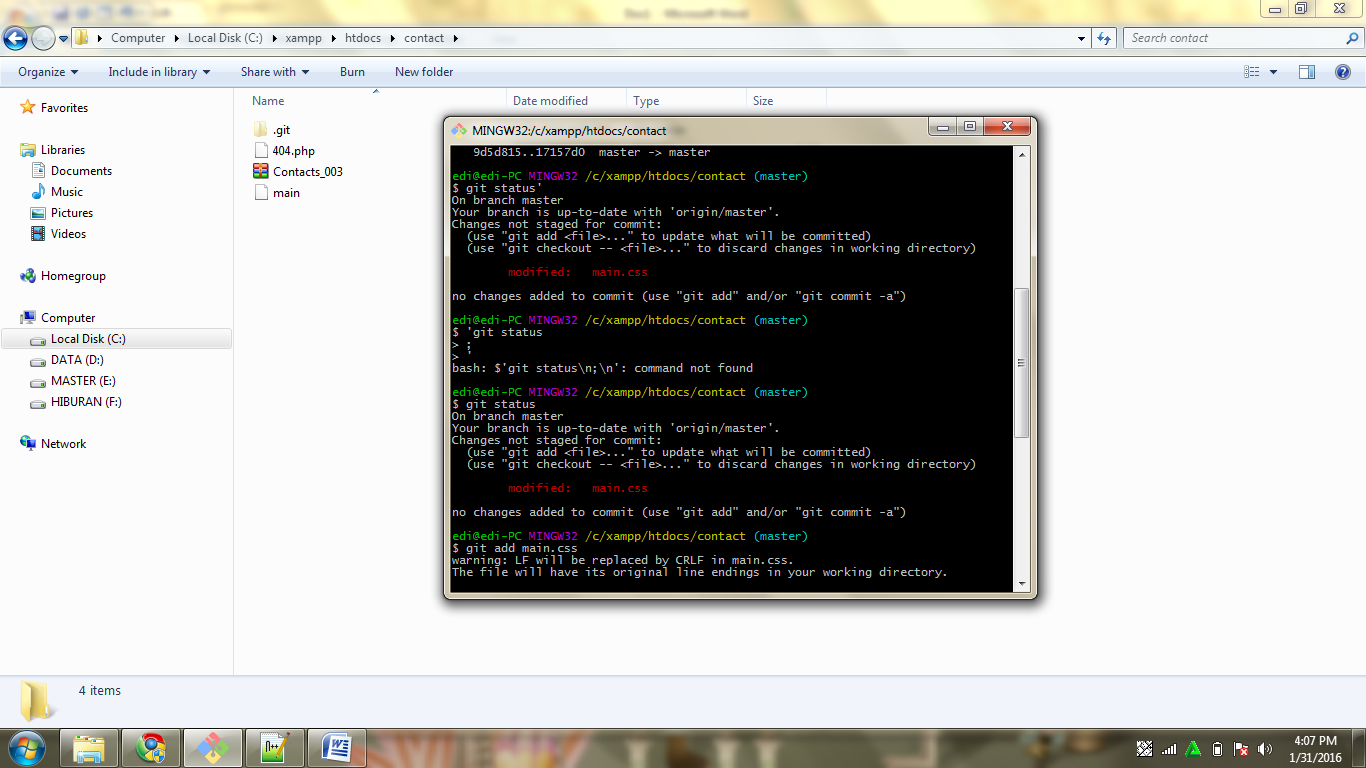 Computer
Local Disk (C:)
xampp
htdocs
contact
Search contact
Organize
Include in library
Share with
Burn
New folder
Favorites
Libraries
Documents
Music
Pictures
Videos
Homegroup
Computer
Local Disk (C:)
DATA (D:)
MASTER (E:)
HIBURAN (F:)
Network
Name
Date modified
Type
Size
.git
404.php
Contacts_003
main
MINGW32:/c/xampp/htdocs/contact
9d5d815..17157d0  master -> master
edi@edi-PC MINGW32 /c/xampp/htdocs/contact (master)
$ git status'
On branch master
Your branch is up-to-date with 'origin/master'.
Changes not staged for commit:
(use "git add <file>..." to update what will be committed)
(use "git checkout -- <file>..." to discard changes in working directory)
modified:   main.css
no changes added to commit (use "git add" and/or "git commit -a")
edi@edi-PC MINGW32 /c/xampp/htdocs/contact (master)
$ 'git status
> ;
> '
bash: $'git status\n;\n': command not found
edi@edi-PC MINGW32 /c/xampp/htdocs/contact (master)
$ git status
On branch master
Your branch is up-to-date with 'origin/master'.
Changes not staged for commit:
(use "git add <file>..." to update what will be committed)
(use "git checkout -- <file>..." to discard changes in working directory)
modified:   main.css
no changes added to commit (use "git add" and/or "git commit -a")
edi@edi-PC MINGW32 /c/xampp/htdocs/contact (master)
$ git add main.css
warning: LF will be replaced by CRLF in main.css.
The file will have its original line endings in your working directory.
4 items
4:07 PM
1/31/2016